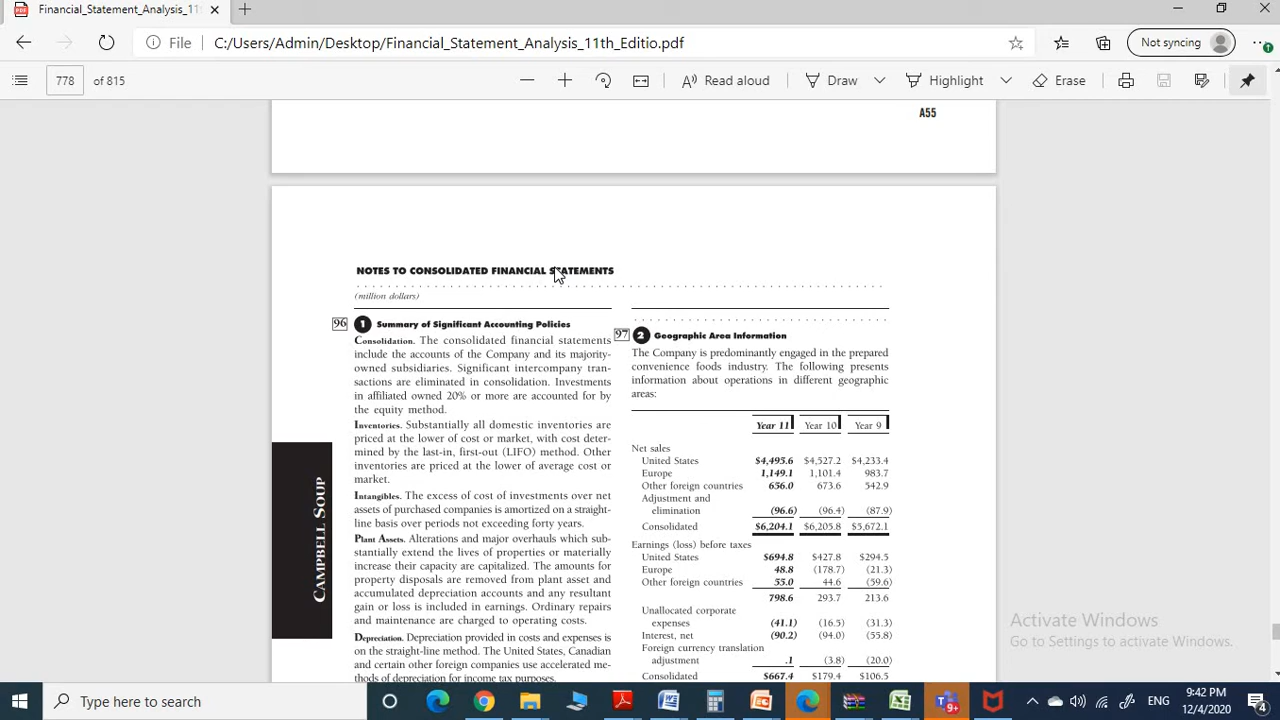 Financial_Statement_Analysis_11
File
C:/Users/Admin/Desktop/Financial_Statement_Analysis_11th_Editio.pdf
Not syncing
778 of 815
Read aloud
Draw
Highlight
Erase
A55
NOTES TO CONSOLIDATED FINANCIAL STATEMENTS
(million dollars)
96 1 Summary of Significant Accounting Policies
Consolidation. The consolidated financial statements
include the accounts of the Company and its majority-
owned subsidiaries. Significant intercompany tran-
sactions are eliminated in consolidation. Investments
in affiliated owned 20% or more are accounted for by
the equity method.
Inventories. Substantially all domestic inventories are
priced at the lower of cost or market, with cost deter-
mined by the last-in, first-out (LIFO) method. Other
inventories are priced at the lower of average cost or
market.
Intangibles. The excess of cost of investments over net
assets of purchased companies is amortized on a straight-
line basis over periods not exceeding forty years.
Plant Assets. Alterations and major overhauls which sub-
stantially extend the lives of properties or materially
increase their capacity are capitalized. The amounts for
property disposals are removed from plant asset and
accumulated depreciation accounts and any resultant
gain or loss is included in earnings. Ordinary repairs
and maintenance are charged to operating costs.
Depreciation. Depreciation provided in costs and expenses is
on the straight-line method. The United States, Canadian
and certain other foreign companies use accelerated me-
thods of depreciation for income tax purposes.
97 2 Geographic Area Information
The Company is predominantly engaged in the prepared
convenience foods industry. The following presents
information about operations in different geographic
areas:
Year 11 Year 10 Year 9
Net sales
United States $4,495.6 $4,527.2 $4,233.4
Europe 1,149.1 1,101.4 983.7
Other foreign countries 656.0 673.6 542.9
Adjustment and
elimination (96.6) (96.4) (87.9)
Consolidated $6,204.1 $6,205.8 $5,672.1
Earnings (loss) before taxes
United States $694.8 $427.8 $294.5
Europe 48.8 (178.7) (21.3)
Other foreign countries 55.0 44.6 (59.6)
798.6 293.7 213.6
Unallocated corporate
expenses (41.1) (16.5) (31.3)
Interest, net (90.2) (94.0) (55.8)
Foreign currency translation
adjustment .1 (3.8) (20.0)
Consolidated $667.4 $179.4 $106.5
CAMPBELL SOUP
Activate Windows
Go to Settings to activate Windows.
Type here to search
9+
ENG
9:42 PM
12/4/2020
4